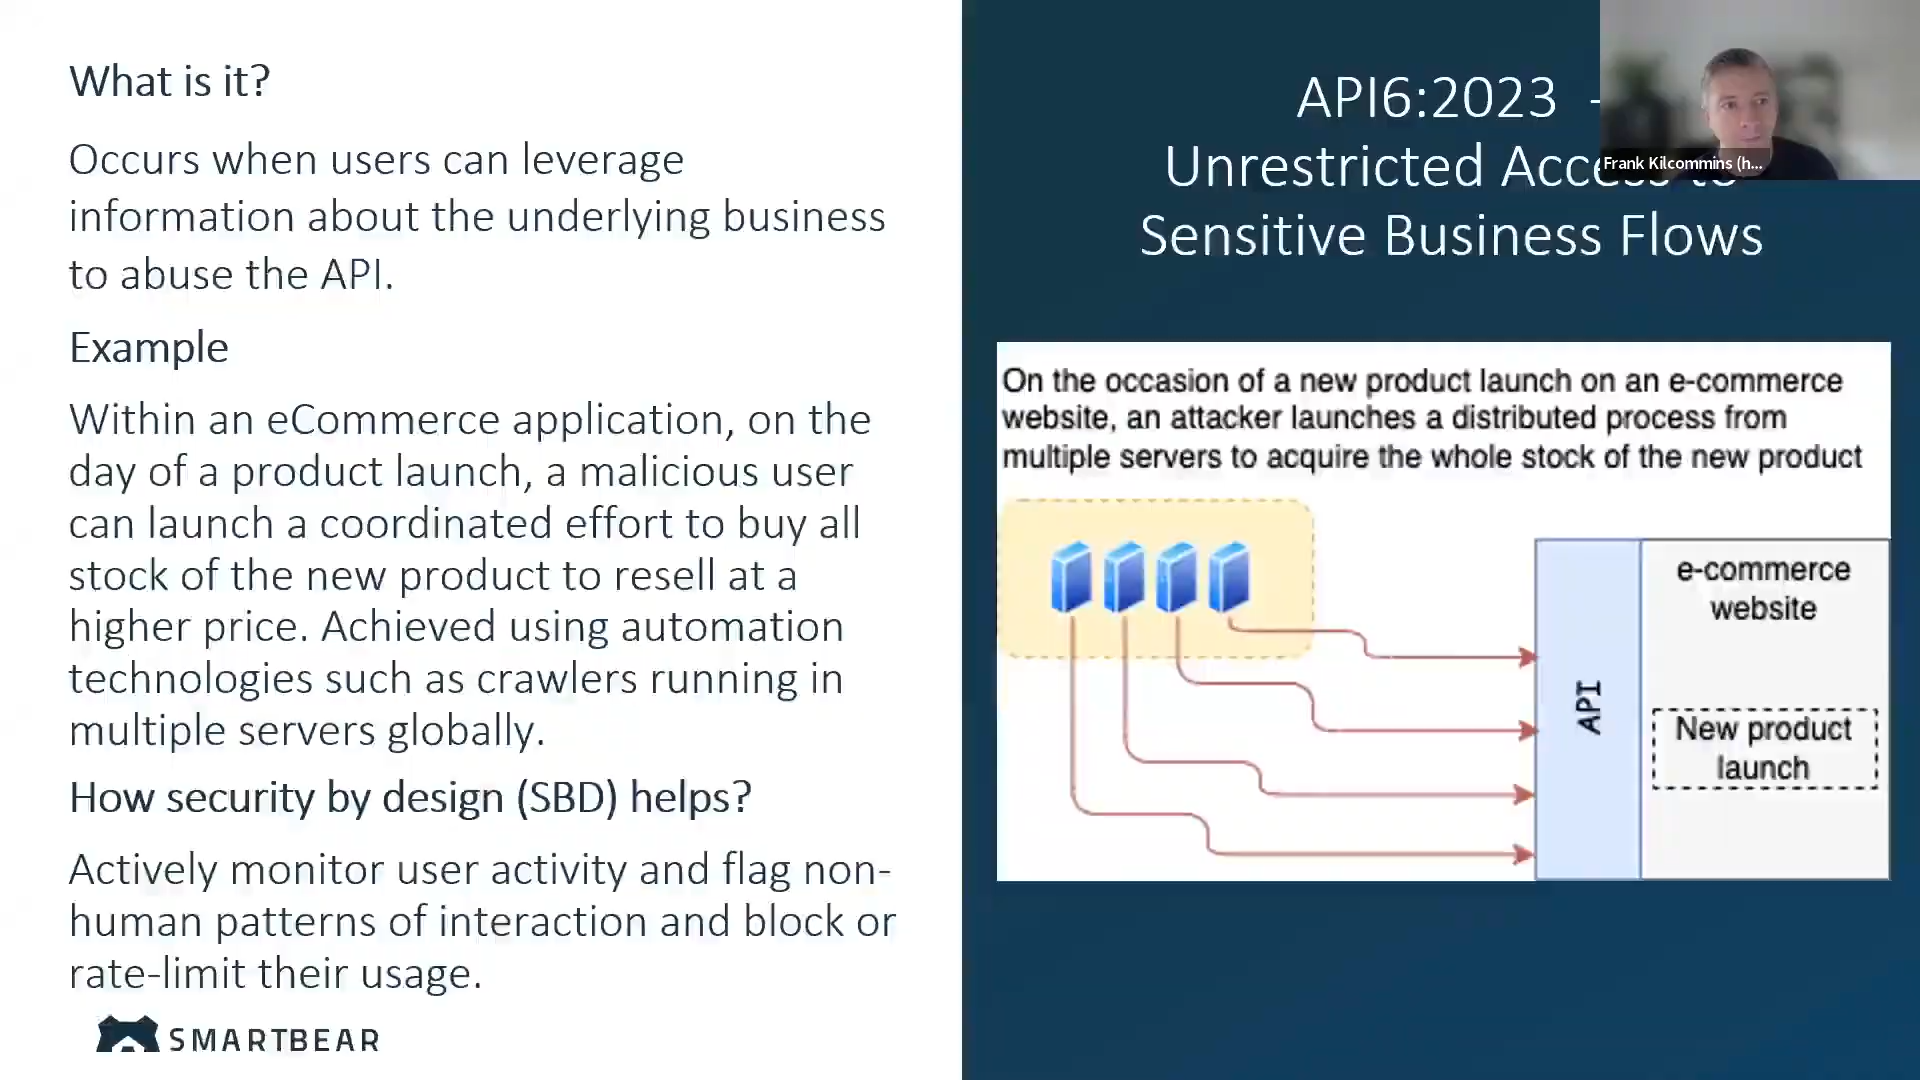 What is it?
Occurs when users can leverage
information about the underlying business
to abuse the API.
Example
Within an eCommerce application, on the
day of a product launch, a malicious user
can launch a coordinated effort to buy all
stock of the new product to resell at a
higher price. Achieved using automation
technologies such as crawlers running in
multiple servers globally.
How security by design (SBD) helps?
Actively monitor user activity and flag non-
human patterns of interaction and block or
rate-limit their usage.
SMARTBEAR
API6:2023 -
Unrestricted Access to
Sensitive Business Flows
Frank Kilcommins (h...
On the occasion of a new product launch on an e-commerce
website, an attacker launches a distributed process from
multiple servers to acquire the whole stock of the new product
API
e-commerce
website
New product
launch